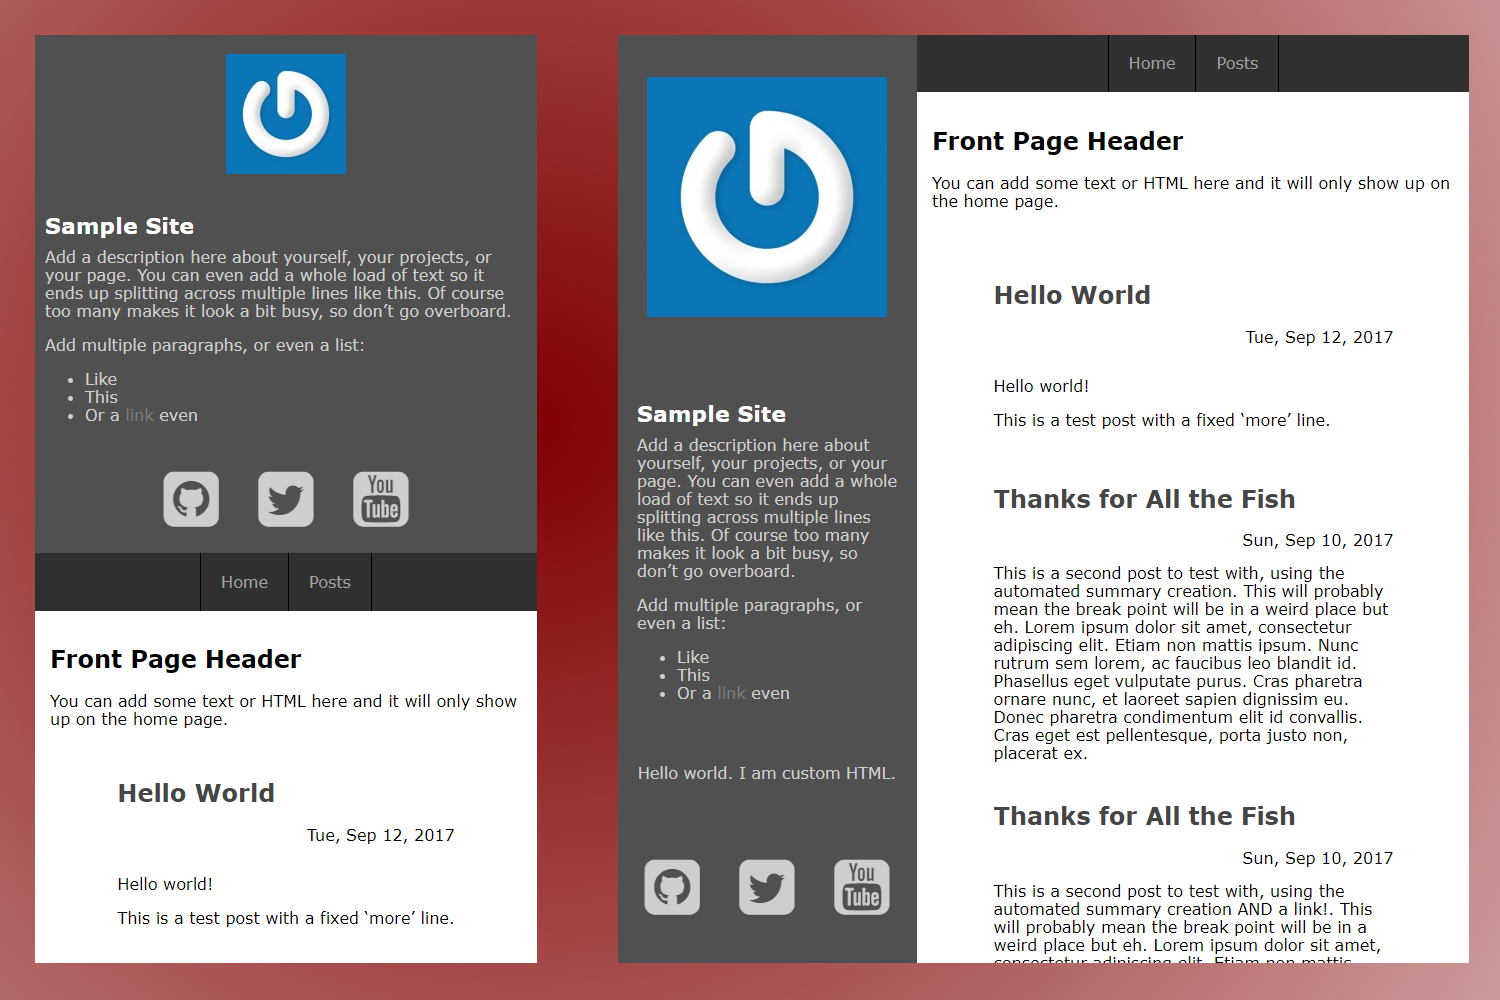 Sample Site
Add a description here about yourself, your projects, or
your page. You can even add a whole load of text so it
ends up splitting across multiple lines like this. Of course
too many makes it look a bit busy, so don’t go overboard.
Add multiple paragraphs, or even a list:
• Like
• This
• Or a link even
You
Tube
Home
Posts
Front Page Header
You can add some text or HTML here and it will only show
up on the home page.
Hello World
Tue, Sep 12, 2017
Hello world!
This is a test post with a fixed ‘more’ line.
Sample Site
Add a description here about
yourself, your projects, or your
page. You can even add a whole
load of text so it ends up
splitting across multiple lines
like this. Of course too many
makes it look a bit busy, so
don’t go overboard.
Add multiple paragraphs, or
even a list:
• Like
• This
• Or a link even
Hello world. I am custom HTML.
You
Tube
Home
Posts
Front Page Header
You can add some text or HTML here and it will only show up on
the home page.
Hello World
Tue, Sep 12, 2017
Hello world!
This is a test post with a fixed ‘more’ line.
Thanks for All the Fish
Sun, Sep 10, 2017
This is a second post to test with, using the
automated summary creation. This will probably
mean the break point will be in a weird place but
eh. Lorem ipsum dolor sit amet, consectetur
adipiscing elit. Etiam non mattis ipsum. Nunc
rutrum sem lorem, ac faucibus leo blandit id.
Phasellus eget vulputate purus. Cras pharetra
ornare nunc, et laoreet sapien dignissim eu.
Donec pharetra condimentum elit id convallis.
Cras eget est pellentesque, porta justo non,
placerat ex.
Thanks for All the Fish
Sun, Sep 10, 2017
This is a second post to test with, using the
automated summary creation AND a link!. This
will probably mean the break point will be in a
weird place but eh. Lorem ipsum dolor sit amet,
consectetur adipiscing elit. Etiam non mattis